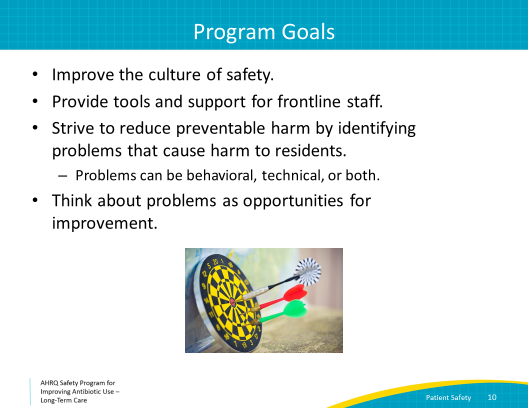 Program Goals
• Improve the culture of safety.
• Provide tools and support for frontline staff.
• Strive to reduce preventable harm by identifying
problems that cause harm to residents.
– Problems can be behavioral, technical, or both.
• Think about problems as opportunities for
improvement.
AHRQ Safety Program for
Improving Antibiotic Use –
Long-Term Care
Patient Safety 10